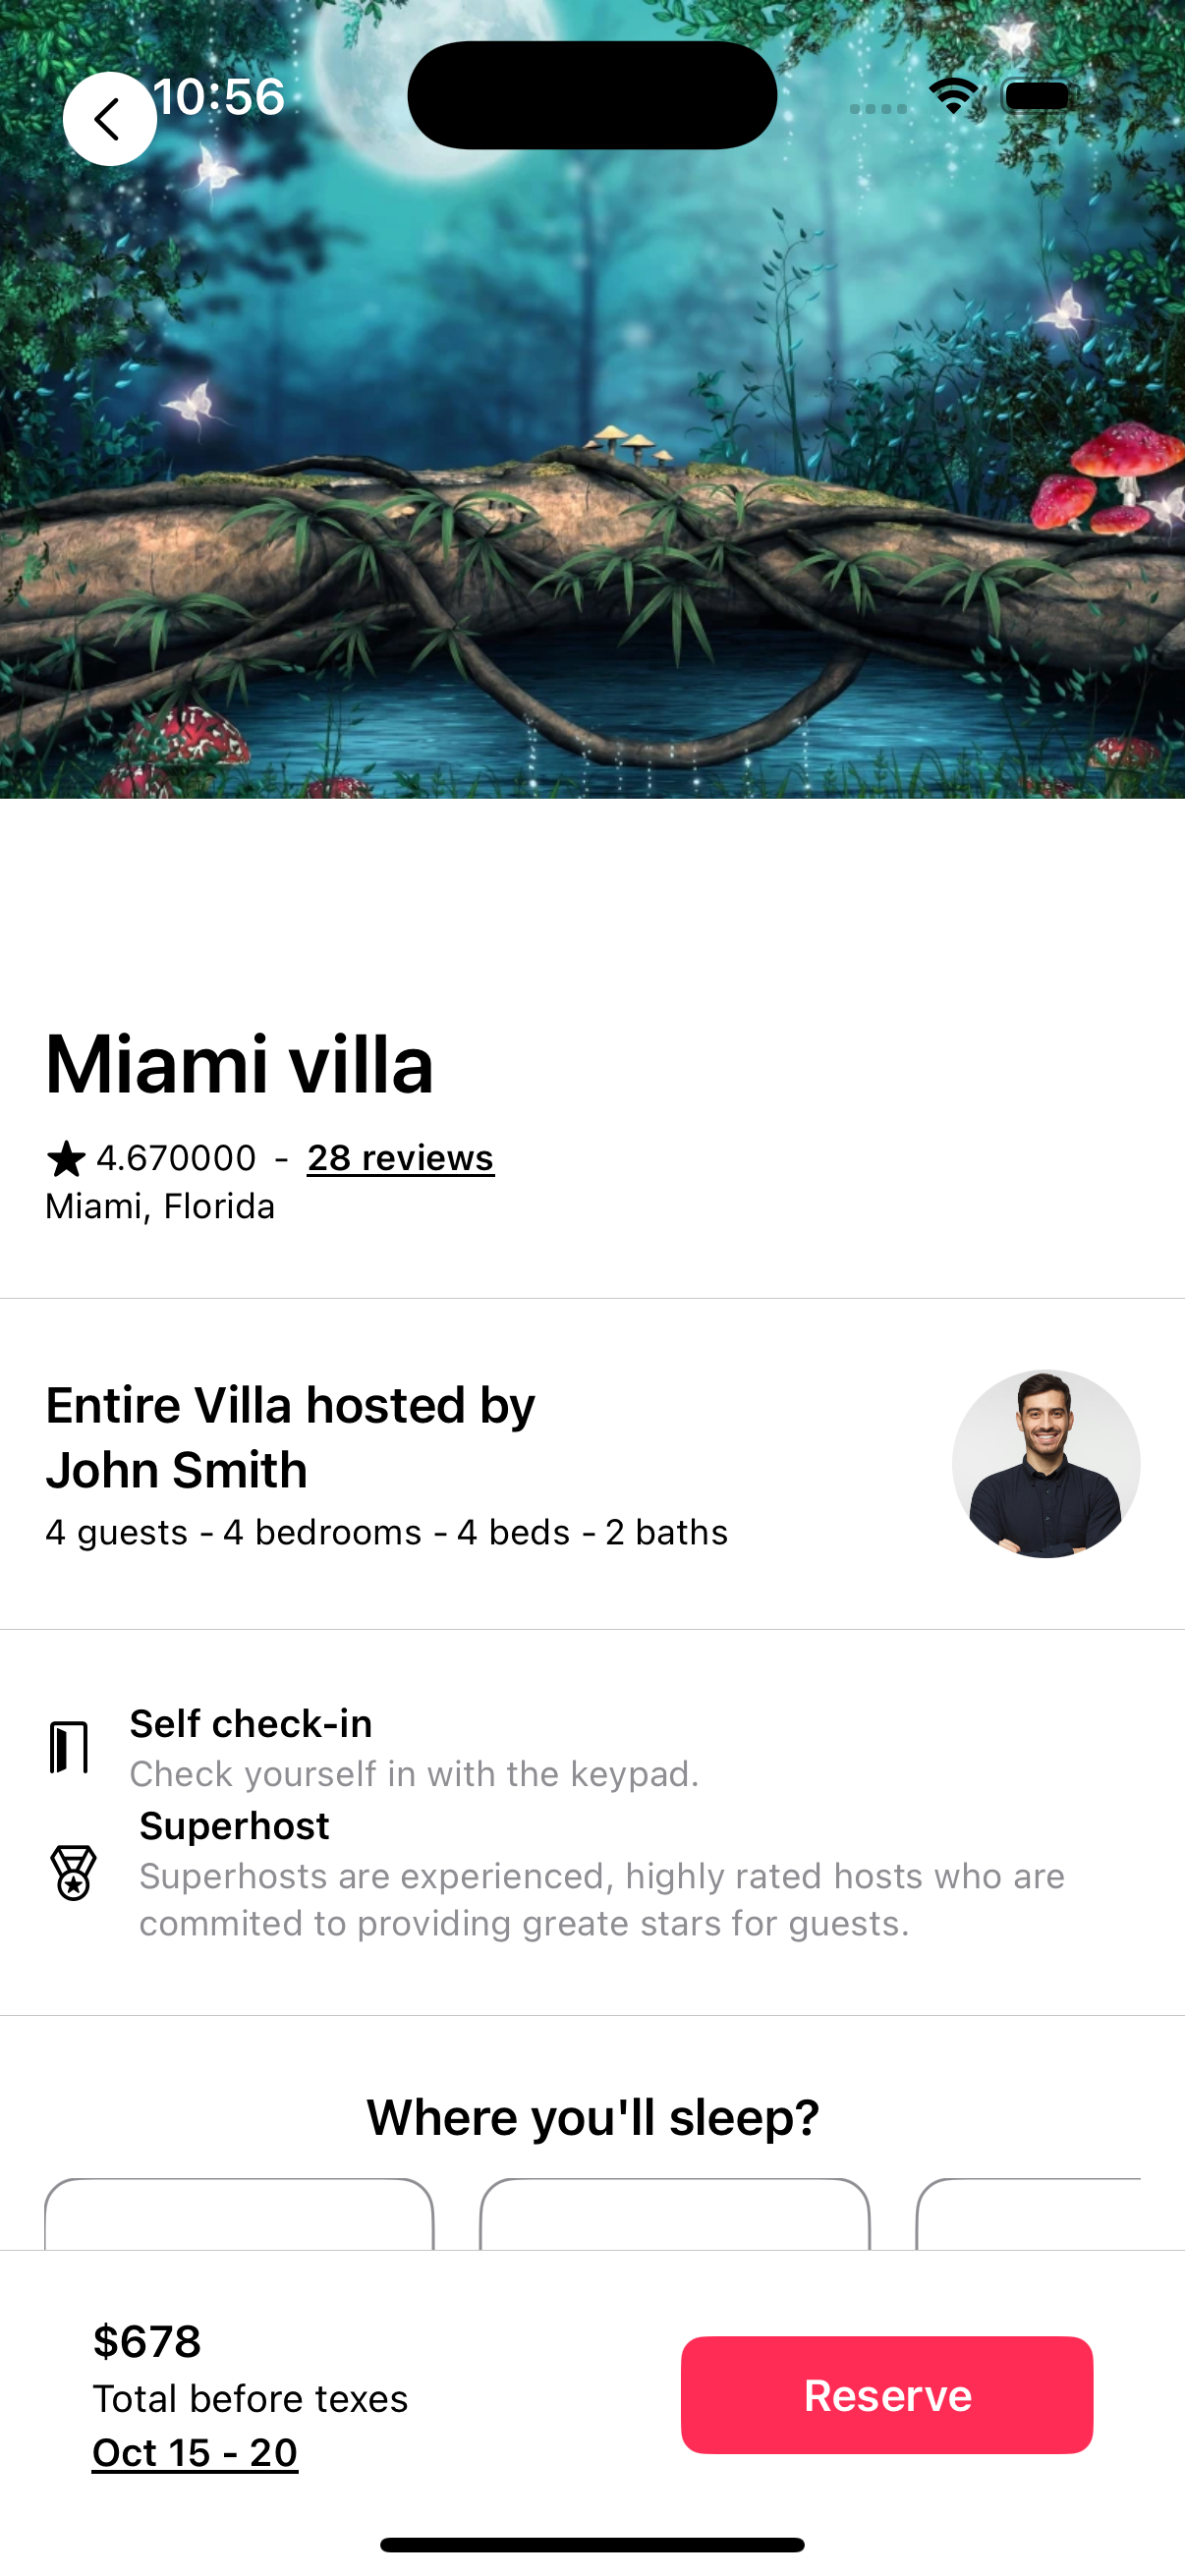 10:56
Miami villa
4.670000 - 28 reviews
Miami, Florida
Entire Villa hosted by
John Smith
4 guests - 4 bedrooms - 4 beds - 2 baths
Self check-in
Check yourself in with the keypad.
Superhost
Superhosts are experienced, highly rated hosts who are
commited to providing greate stars for guests.
Where you'll sleep?
$678
Total before texes
Oct 15 - 20
Reserve